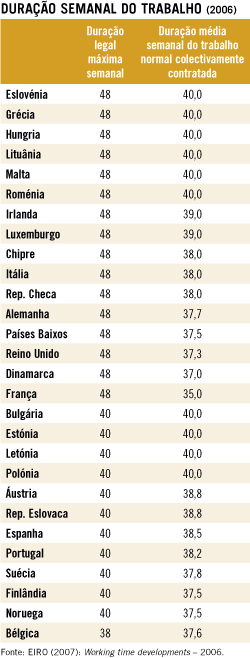 DURAÇÃO SEMANAL DO TRABALHO (2006)
Duração legal máxima semanal
Duração média semanal do trabalho normal colectivamente contratada
Eslovénia 48 40,0
Grécia 48 40,0
Hungria 48 40,0
Lituânia 48 40,0
Malta 48 40,0
Roménia 48 40,0
Irlanda 48 39,0
Luxemburgo 48 39,0
Chipre 48 38,0
Itália 48 38,0
Rep. Checa 48 38,0
Alemanha 48 37,7
Países Baixos 48 37,5
Reino Unido 48 37,3
Dinamarca 48 37,0
França 48 35,0
Bulgária 40 40,0
Estónia 40 40,0
Letónia 40 40,0
Polónia 40 40,0
Áustria 40 38,8
Rep. Eslovaca 40 38,8
Espanha 40 38,5
Portugal 40 38,2
Suécia 40 37,8
Finlândia 40 37,5
Noruega 40 37,5
Bélgica 38 37,6
Fonte: EIRO (2007): Working time developments – 2006.